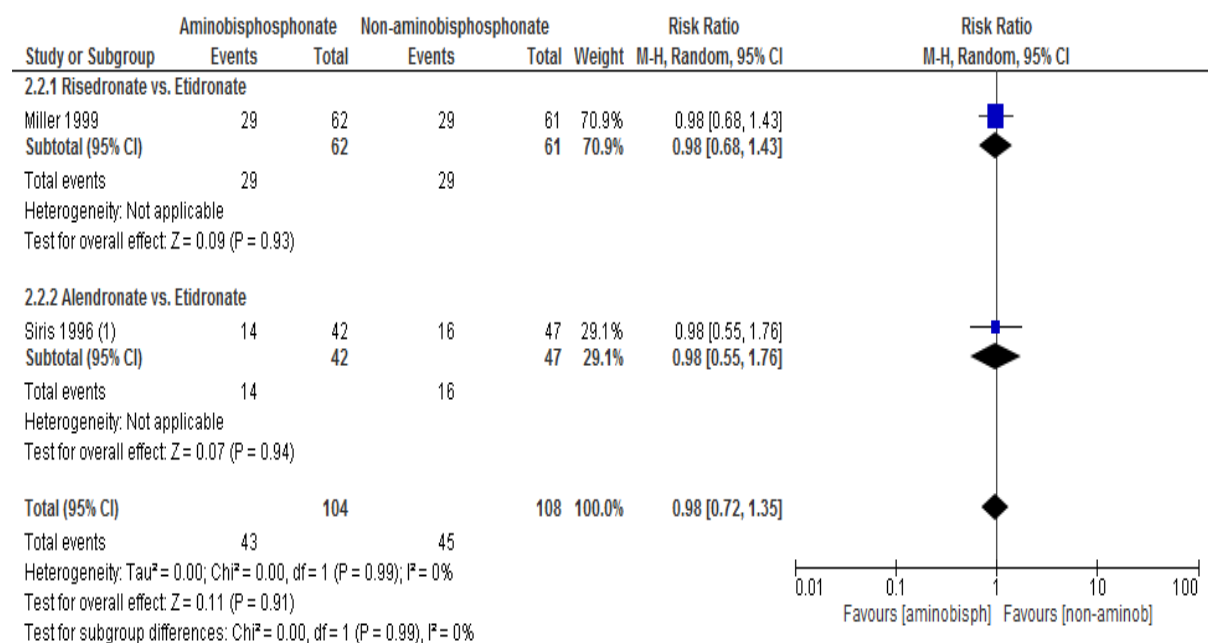 Aminobisphosphonate Non-aminobisphosphonate Risk Ratio Risk Ratio
Study or Subgroup Events Total Events Total Weight M-H, Random, 95% CI M-H, Random, 95% CI
2.2.1 Risedronate vs. Etidronate
Miller 1999 29 62 29 61 70.9% 0.98 [0.68, 1.43]
Subtotal (95% CI) 62 61 70.9% 0.98 [0.68, 1.43]
Total events 29 29
Heterogeneity: Not applicable
Test for overall effect: Z = 0.09 (P = 0.93)
2.2.2 Alendronate vs. Etidronate
Siris 1996 (1) 14 42 16 47 29.1% 0.98 [0.55, 1.76]
Subtotal (95% CI) 42 47 29.1% 0.98 [0.55, 1.76]
Total events 14 16
Heterogeneity: Not applicable
Test for overall effect: Z = 0.07 (P = 0.94)
Total (95% CI) 104 108 100.0% 0.98 [0.72, 1.35]
Total events 43 45
Heterogeneity: Tau² = 0.00; Chi² = 0.00, df = 1 (P = 0.99); I² = 0%
Test for overall effect: Z = 0.11 (P = 0.91)
Test for subgroup differences: Chi² = 0.00, df = 1 (P = 0.99), I² = 0%
0.01 0.1 1 10 100
Favours [aminobisph] Favours [non-aminob]